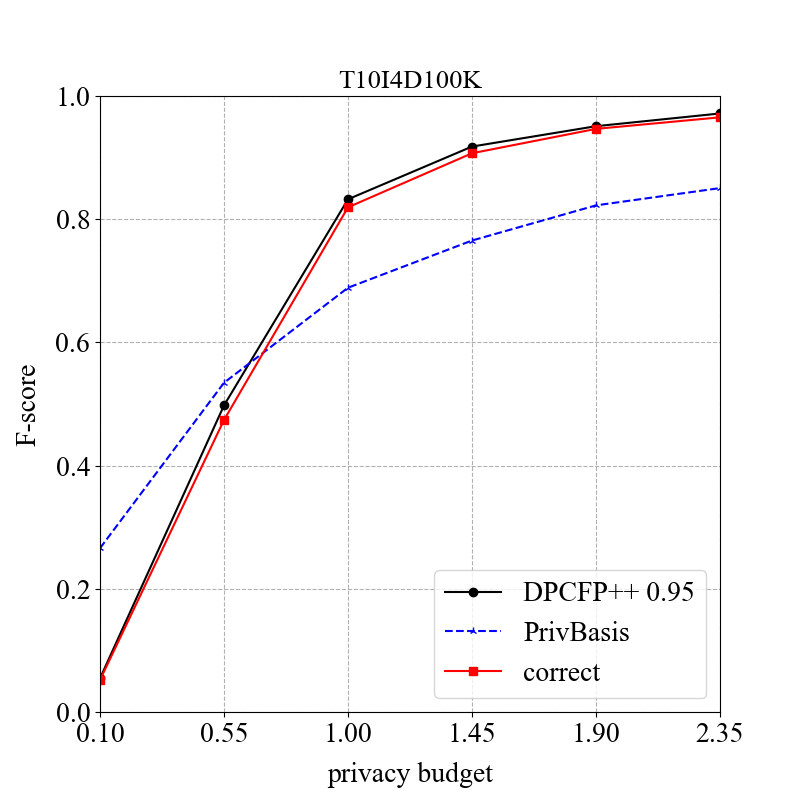 T10I4D100K
1.0
0.8
0.6
0.4
0.2
0.0
F-score
0.10 0.55 1.00 1.45 1.90 2.35
privacy budget
DPCFP++ 0.95
PrivBasis
correct